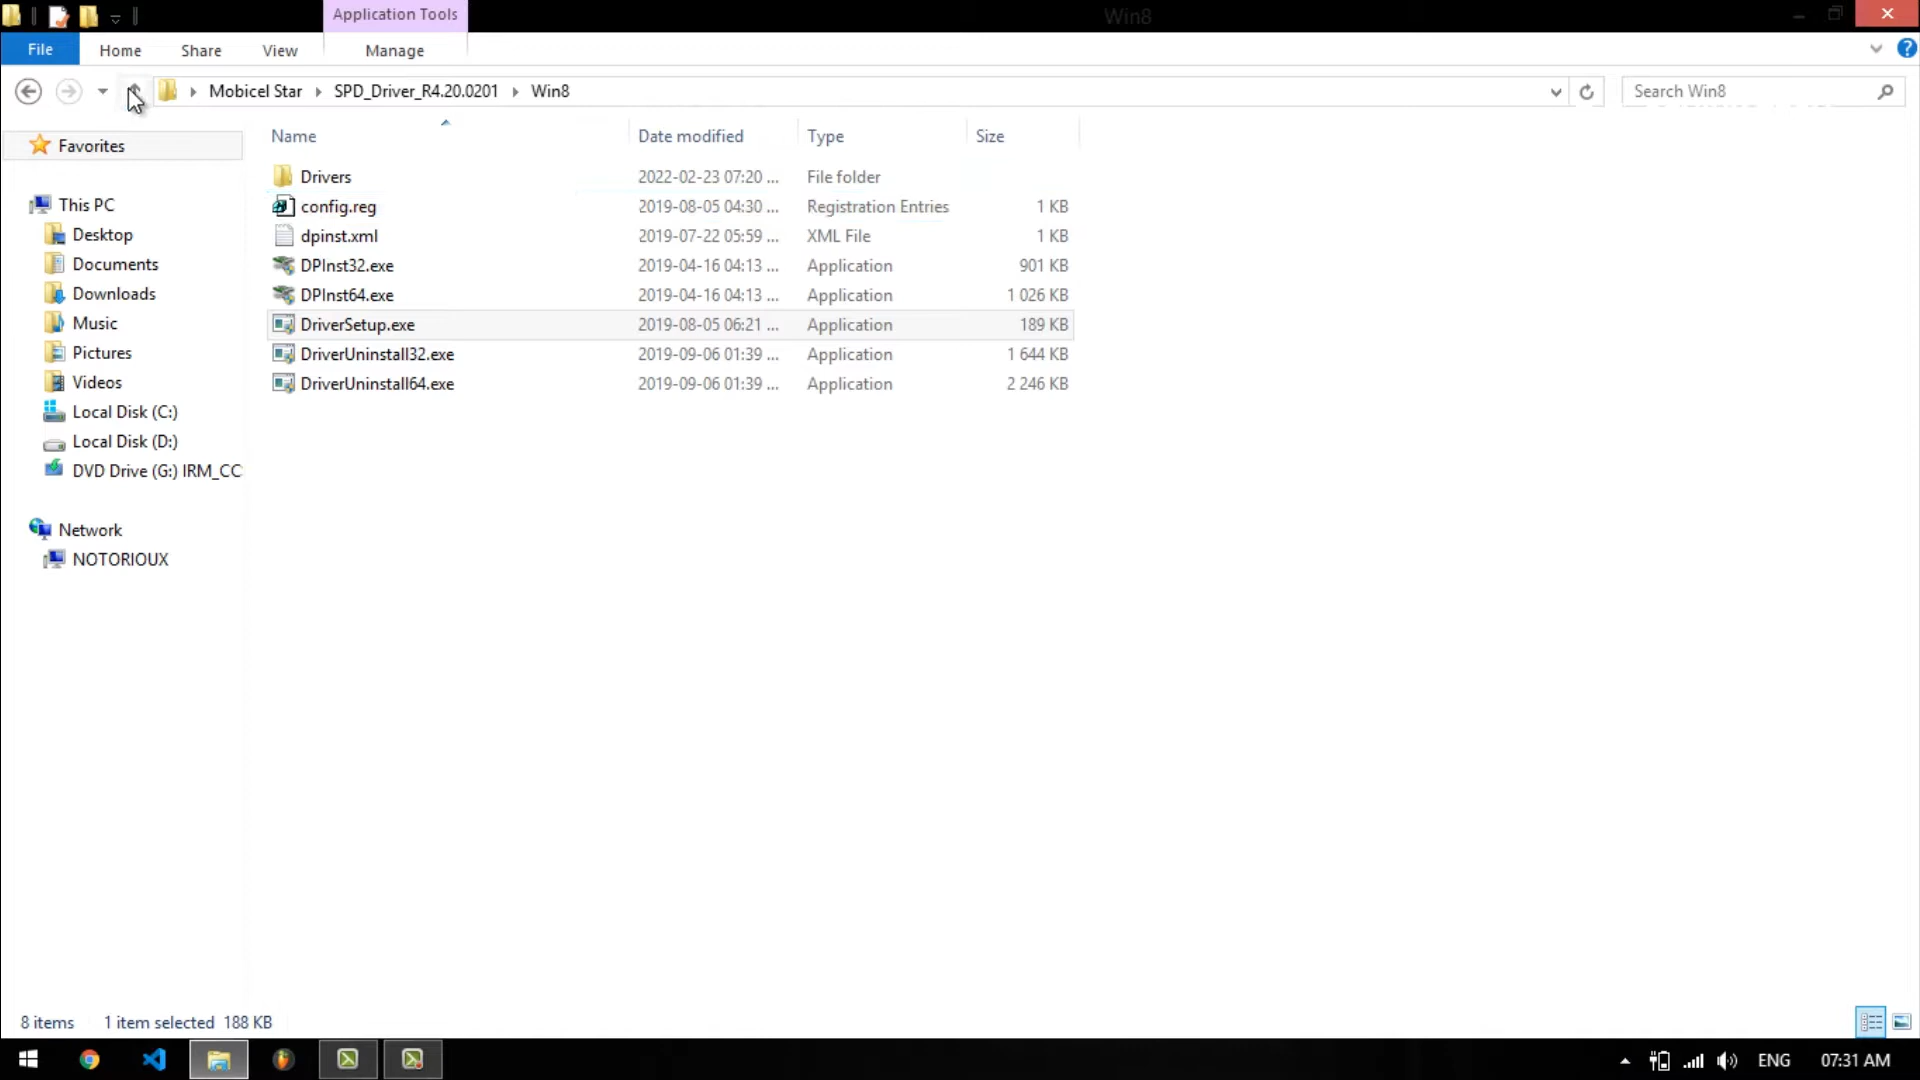 Application Tools
Win8
File Home Share View Manage
Mobicel Star SPD_Driver_R4.20.0201 Win8
Search Win8
Name Date modified Type Size
Favorites
This PC
Desktop
Documents
Downloads
Music
Pictures
Videos
Local Disk (C:)
Local Disk (D:)
DVD Drive (G:) IRM_CC
Network
NOTORIOUX
Drivers 2022-02-23 07:20 ... File folder
config.reg 2019-08-05 04:30 ... Registration Entries 1 KB
dpinst.xml 2019-07-22 05:59 ... XML File 1 KB
DPInst32.exe 2019-04-16 04:13 ... Application 901 KB
DPInst64.exe 2019-04-16 04:13 ... Application 1 026 KB
DriverSetup.exe 2019-08-05 06:21 ... Application 189 KB
DriverUninstall32.exe 2019-09-06 01:39 ... Application 1 644 KB
DriverUninstall64.exe 2019-09-06 01:39 ... Application 2 246 KB
8 items 1 item selected 188 KB
ENG 07:31 AM